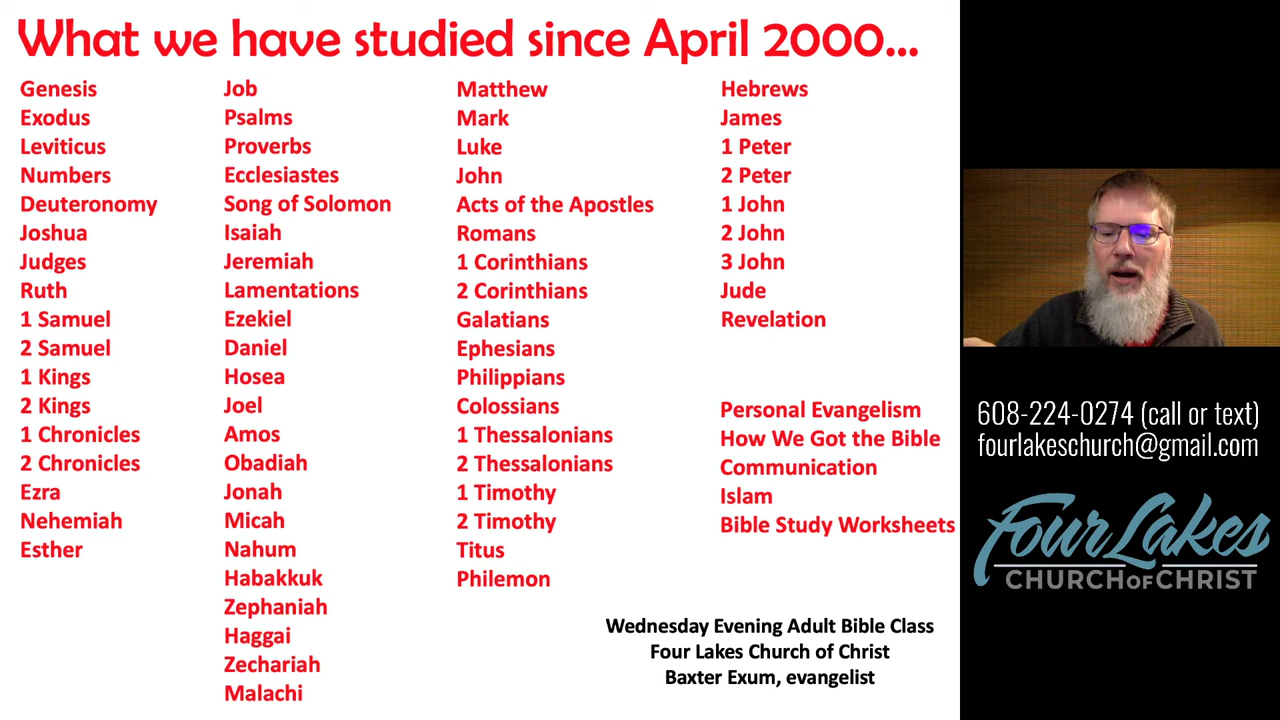 What we have studied since April 2000...
Genesis
Exodus
Leviticus
Numbers
Deuteronomy
Joshua
Judges
Ruth
1 Samuel
2 Samuel
1 Kings
2 Kings
1 Chronicles
2 Chronicles
Ezra
Nehemiah
Esther
Job
Psalms
Proverbs
Ecclesiastes
Song of Solomon
Isaiah
Jeremiah
Lamentations
Ezekiel
Daniel
Hosea
Joel
Amos
Obadiah
Jonah
Micah
Nahum
Habakkuk
Zephaniah
Haggai
Zechariah
Malachi
Matthew
Mark
Luke
John
Acts of the Apostles
Romans
1 Corinthians
2 Corinthians
Galatians
Ephesians
Philippians
Colossians
1 Thessalonians
2 Thessalonians
1 Timothy
2 Timothy
Titus
Philemon
Hebrews
James
1 Peter
2 Peter
1 John
2 John
3 John
Jude
Revelation
Personal Evangelism
How We Got the Bible
Communication
Islam
Bible Study Worksheets
Wednesday Evening Adult Bible Class
Four Lakes Church of Christ
Baxter Exum, evangelist
608-224-0274 (call or text)
fourlakeschurch@gmail.com
Four Lakes
CHURCH OF CHRIST